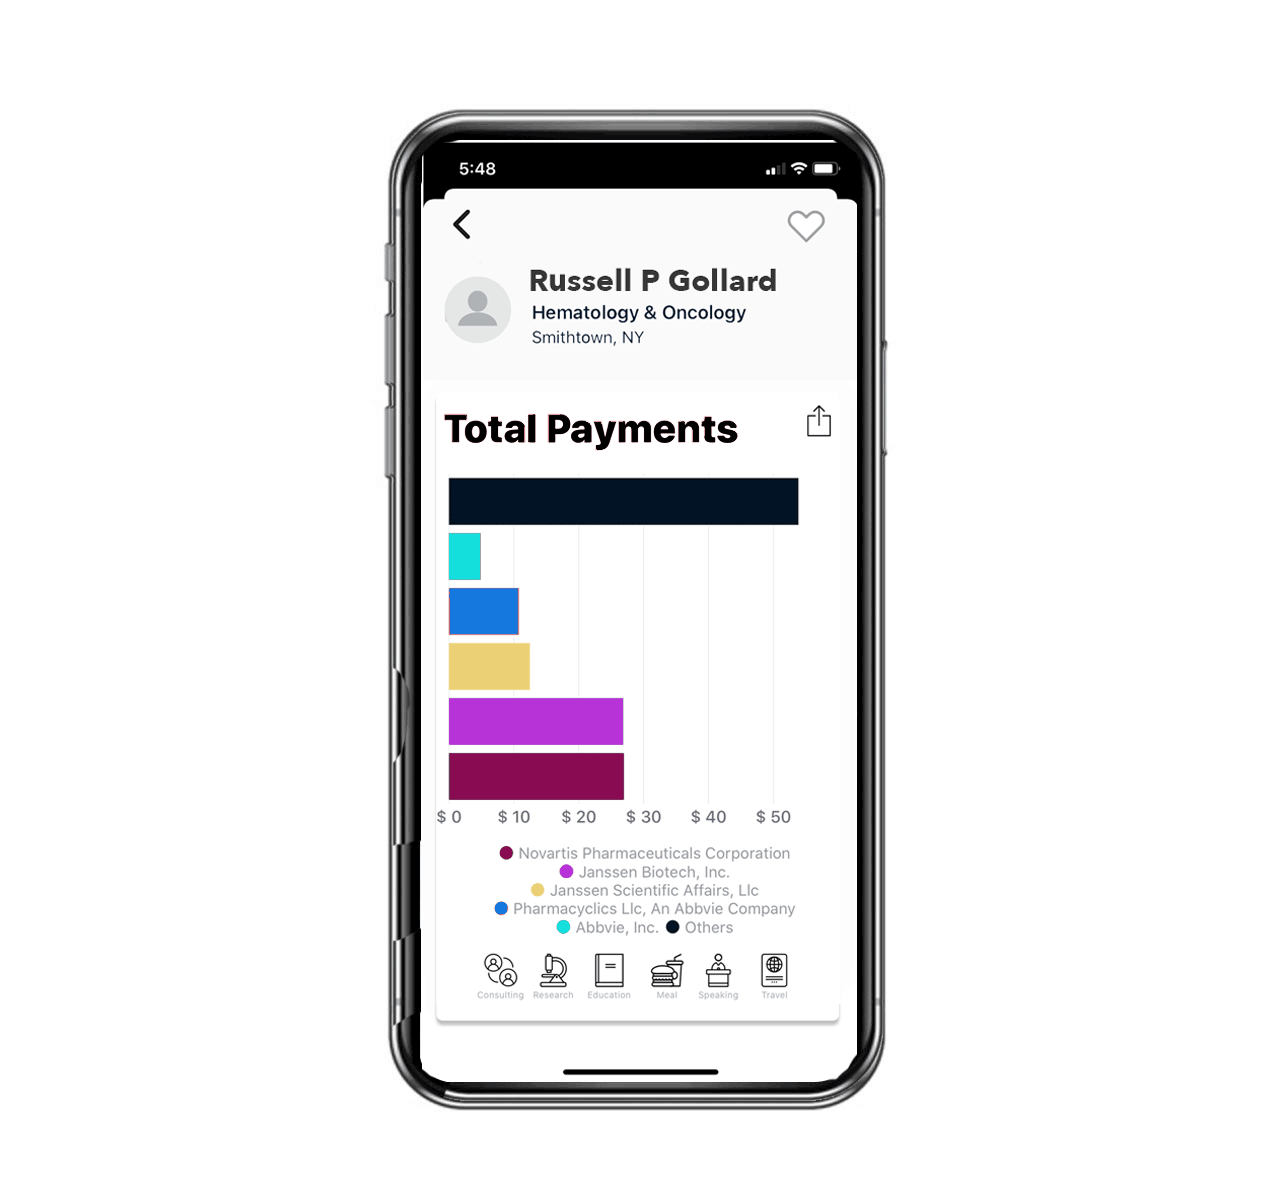 5:48
Russell P Gollard
Hematology & Oncology
Smithtown, NY
Total Payments
$ 0 $ 10 $ 20 $ 30 $ 40 $ 50
Novartis Pharmaceuticals Corporation
Janssen Biotech, Inc.
Janssen Scientific Affairs, Llc
Pharmacyclics Llc, An Abbvie Company
Abbvie, Inc. Others
Consulting Research Education Meal Speaking Travel